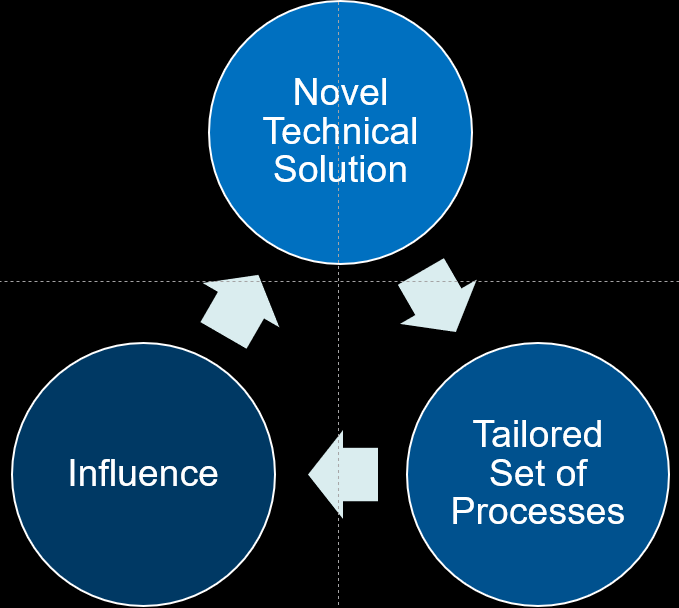 Novel
Technical
Solution
Influence
Tailored
Set of
Processes